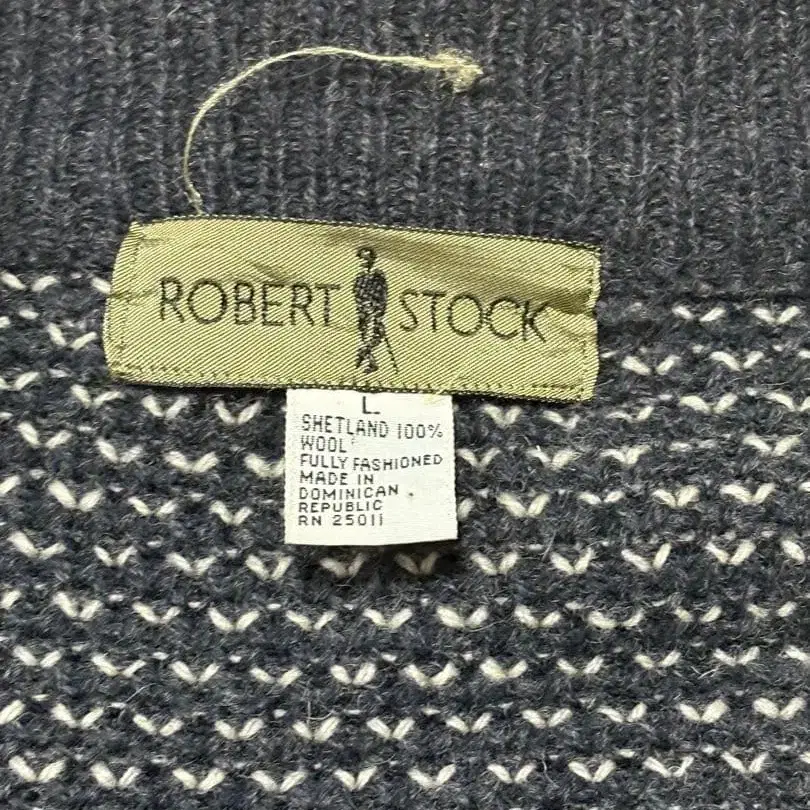 ROBERT STOCK
L
SHETLAND 100%
WOOL
FULLY FASHIONED
MADE IN
DOMINICAN
REPUBLIC
RN 25011